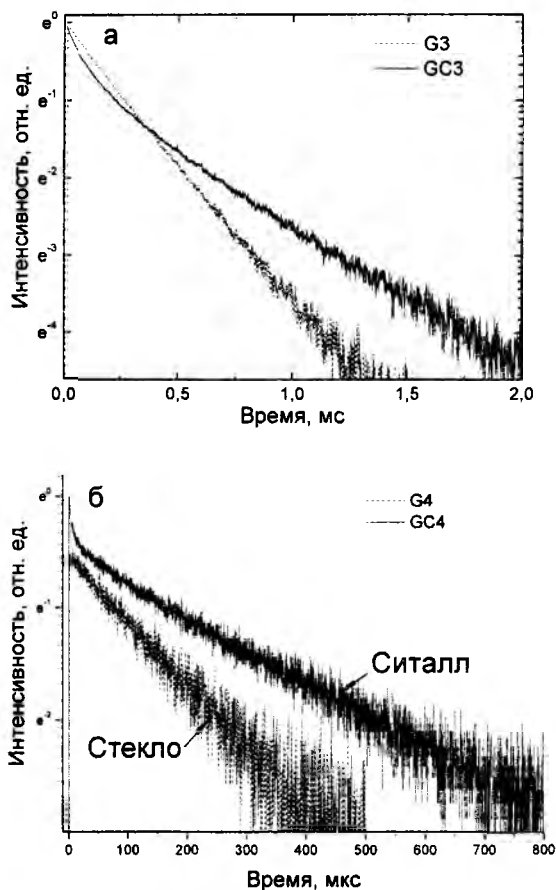 а
G3
GC3
Интенсивность, отн. ед.
e⁰
e⁻¹
e⁻²
e⁻³
e⁻⁴
0,0 0,5 1,0 1,5 2,0
Время, мс
б
G4
GC4
Интенсивность, отн. ед.
e⁰
e⁻¹
e⁻²
Ситалл
Стекло
0 100 200 300 400 500 600 700 800
Время, мкс